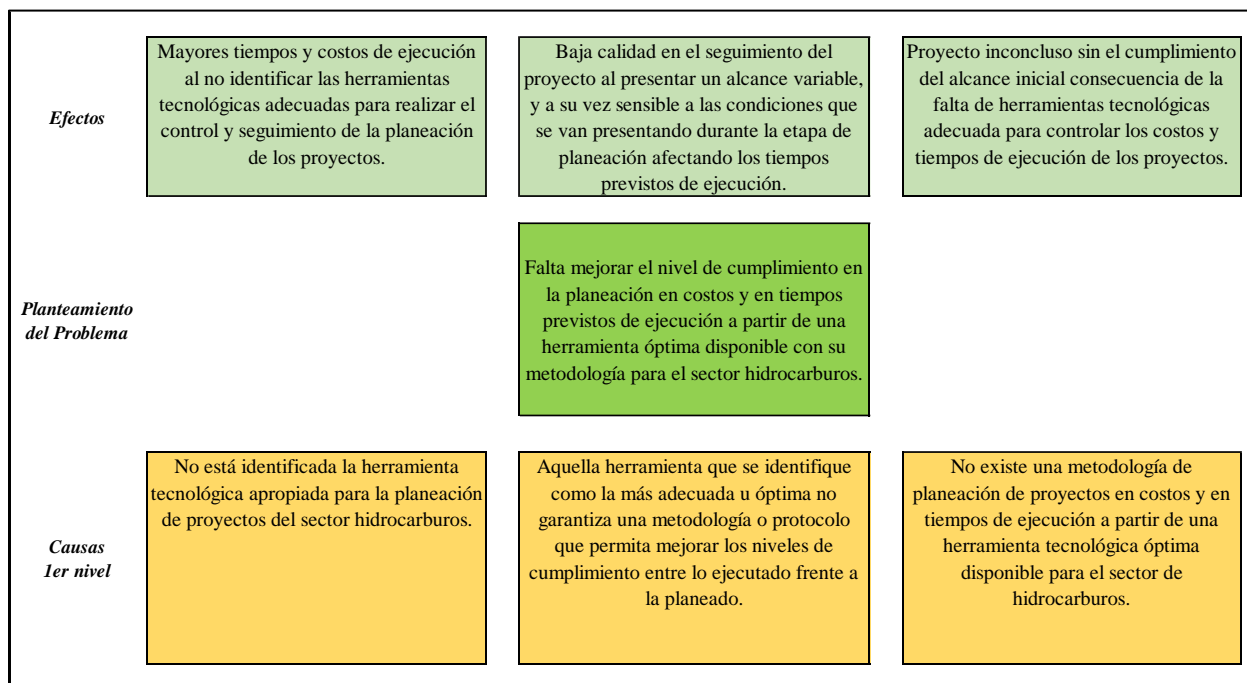 Efectos
Mayores tiempos y costos de ejecución
al no identificar las herramientas
tecnológicas adecuadas para realizar el
control y seguimiento de la planeación
de los proyectos.
Baja calidad en el seguimiento del
proyecto al presentar un alcance variable,
y a su vez sensible a las condiciones que
se van presentando durante la etapa de
planeación afectando los tiempos
previstos de ejecución.
Proyecto inconcluso sin el cumplimiento
del alcance inicial consecuencia de la
falta de herramientas tecnológicas
adecuada para controlar los costos y
tiempos de ejecución de los proyectos.
Planteamiento
del Problema
Falta mejorar el nivel de cumplimiento en
la planeación en costos y en tiempos
previstos de ejecución a partir de una
herramienta óptima disponible con su
metodología para el sector hidrocarburos.
Causas
1er nivel
No está identificada la herramienta
tecnológica apropiada para la planeación
de proyectos del sector hidrocarburos.
Aquella herramienta que se identifique
como la más adecuada u óptima no
garantiza una metodología o protocolo
que permita mejorar los niveles de
cumplimiento entre lo ejecutado frente a
la planeado.
No existe una metodología de
planeación de proyectos en costos y en
tiempos de ejecución a partir de una
herramienta tecnológica óptima
disponible para el sector de
hidrocarburos.